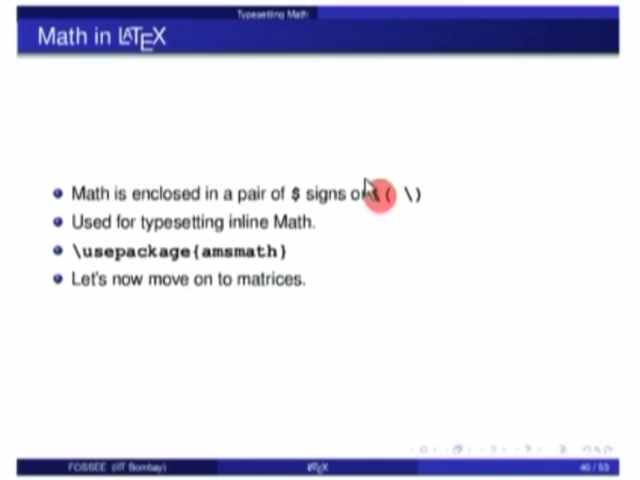 Typesetting Math
Math in LATEX
Math is enclosed in a pair of $ signs or \( \)
Used for typesetting inline Math.
\usepackage{amsmath}
Let's now move on to matrices.
FOSSEE (IIT Bombay)
LATEX
40 / 53